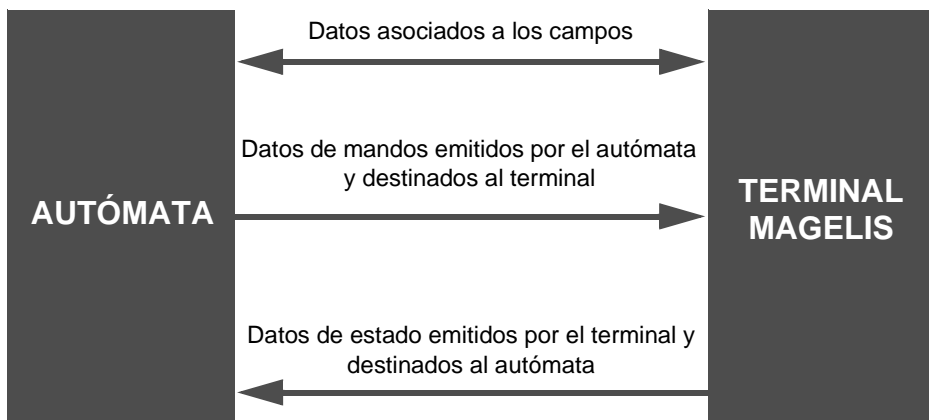 Datos asociados a los campos
Datos de mandos emitidos por el autómata
y destinados al terminal
AUTÓMATA
TERMINAL
MAGELIS
Datos de estado emitidos por el terminal y
destinados al autómata